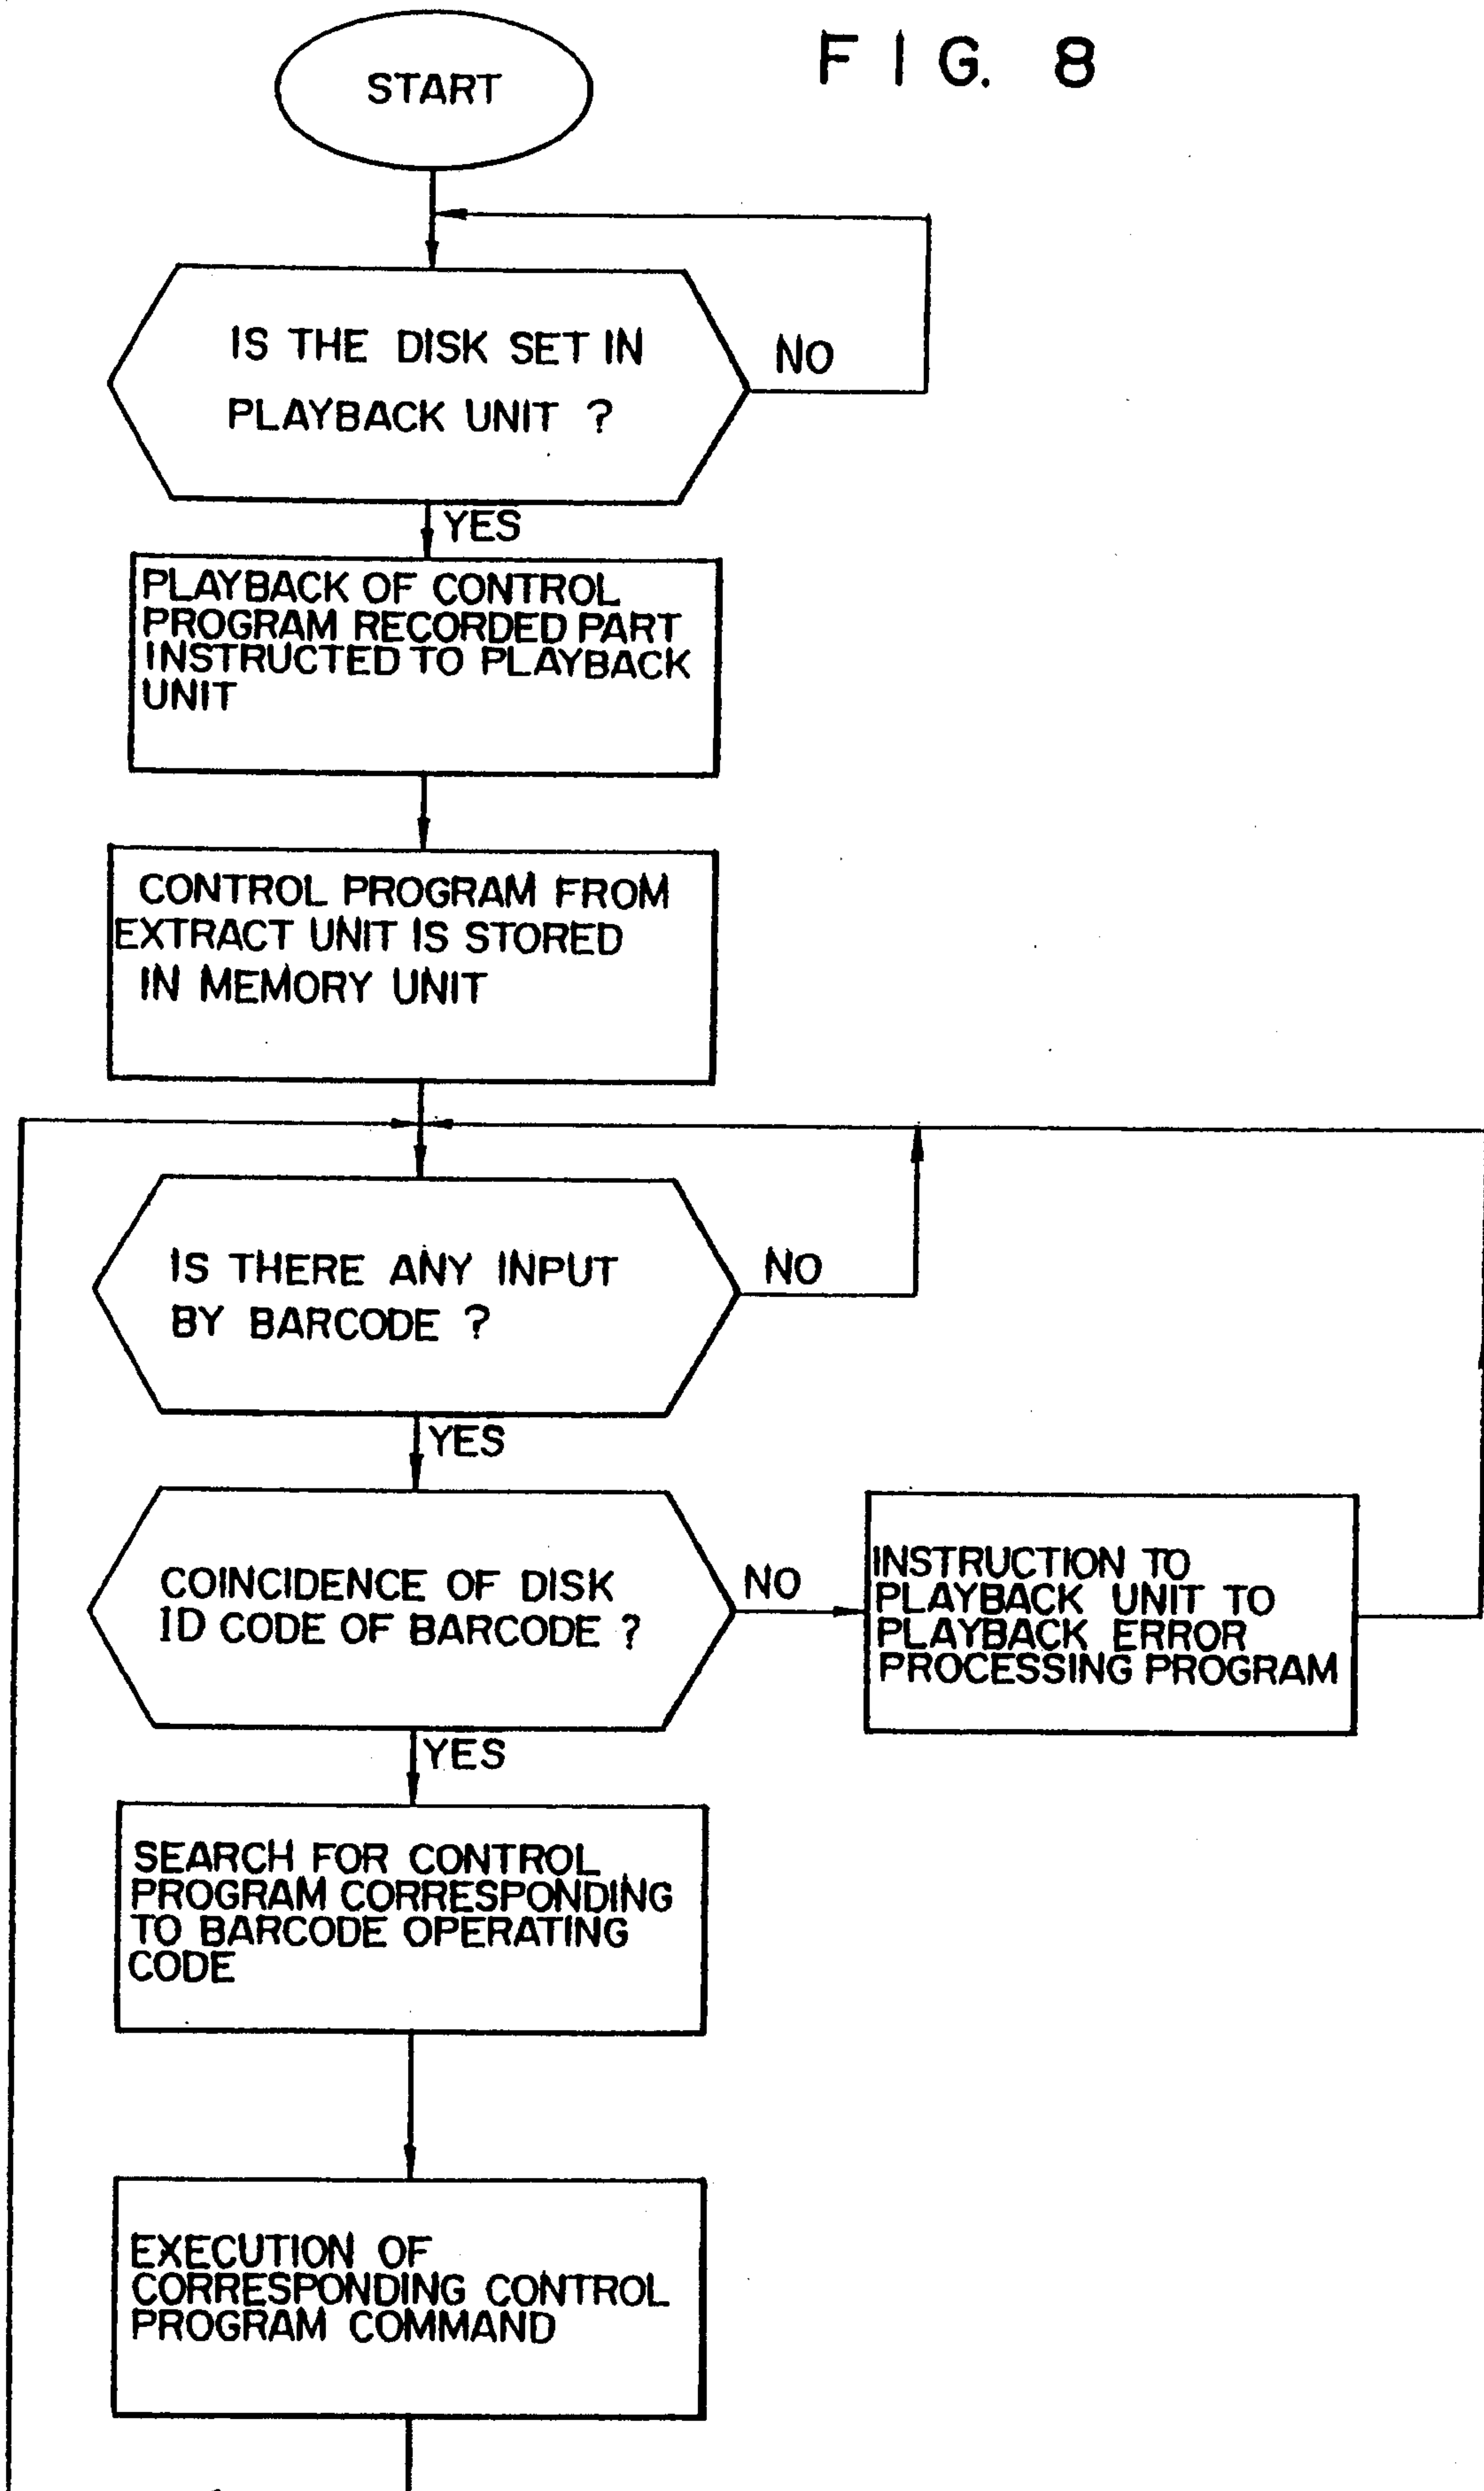 FIG. 8
START
IS THE DISK SET IN
PLAYBACK UNIT ?
NO
YES
PLAYBACK OF CONTROL
PROGRAM RECORDED PART
INSTRUCTED TO PLAYBACK
UNIT
CONTROL PROGRAM FROM
EXTRACT UNIT IS STORED
IN MEMORY UNIT
IS THERE ANY INPUT
BY BARCODE ?
NO
YES
COINCIDENCE OF DISK
ID CODE OF BARCODE ?
NO
INSTRUCTION TO
PLAYBACK UNIT TO
PLAYBACK ERROR
PROCESSING PROGRAM
YES
SEARCH FOR CONTROL
PROGRAM CORRESPONDING
TO BARCODE OPERATING
CODE
EXECUTION OF
CORRESPONDING CONTROL
PROGRAM COMMAND